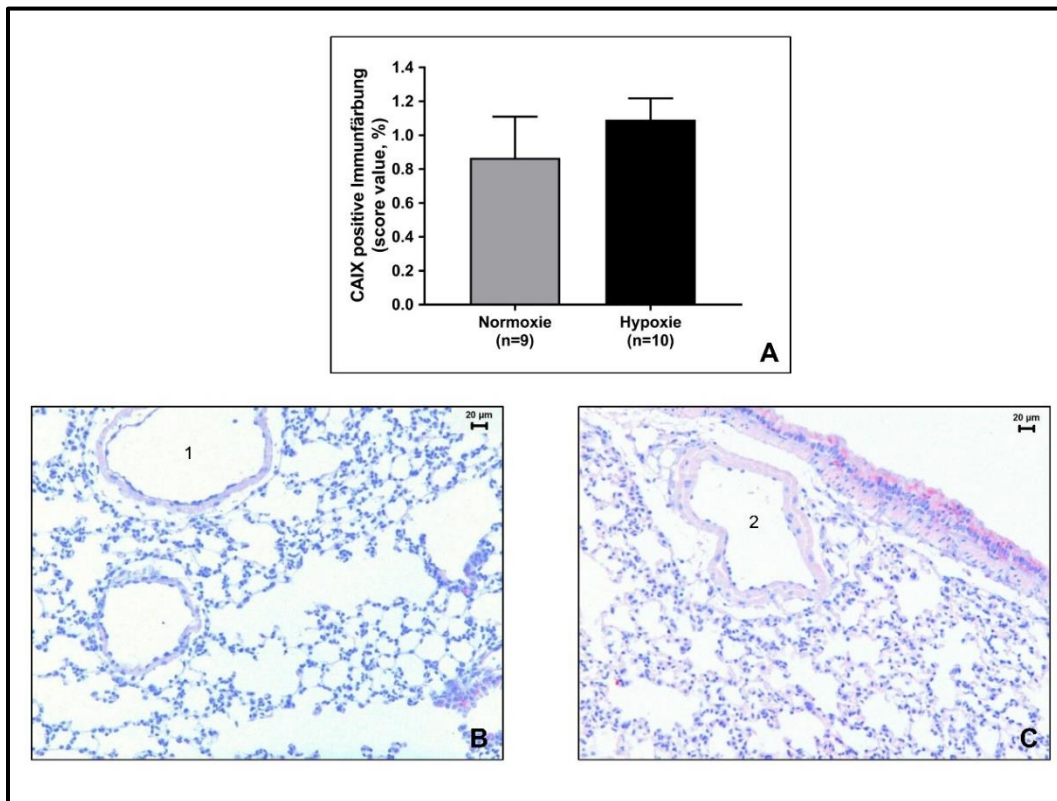 1.4
1.2
1.0
0.8
0.6
0.4
0.2
0.0
CAIX positive Immunfärbung
(score value, %)
Normoxie
(n=9)
Hypoxie
(n=10)
A
20 µm
1
B
20 µm
2
C